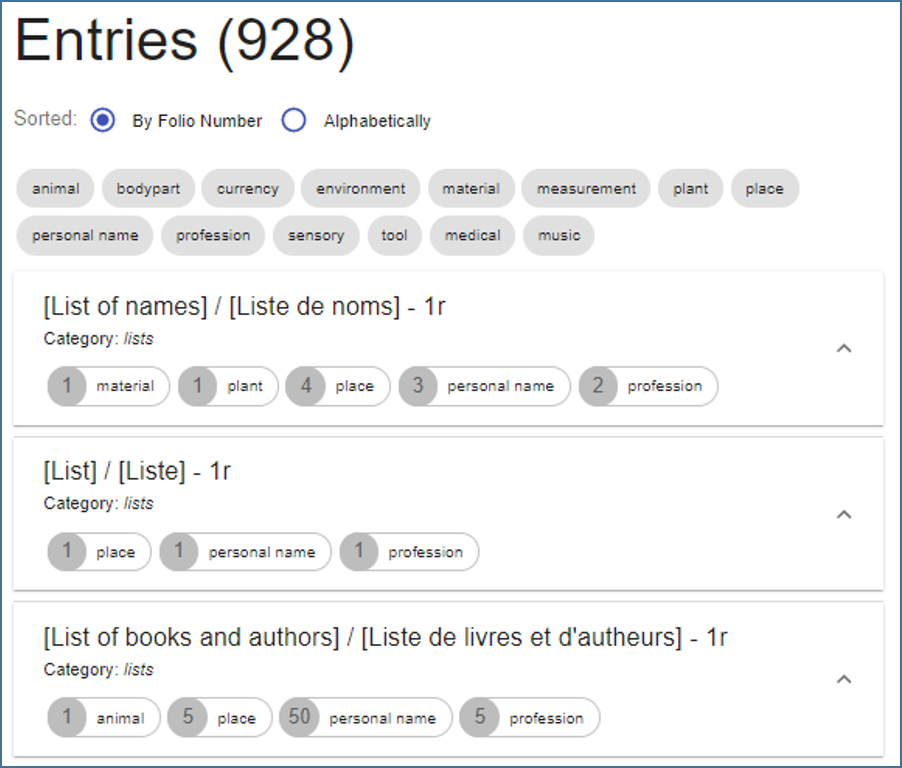 Entries (928)
Sorted: By Folio Number Alphabetically
animal bodypart currency environment material measurement plant place
personal name profession sensory tool medical music
[List of names] / [Liste de noms] - 1r
Category: lists
1 material 1 plant 4 place 3 personal name 2 profession
[List] / [Liste] - 1r
Category: lists
1 place 1 personal name 1 profession
[List of books and authors] / [Liste de livres et d'autheurs] - 1r
Category: lists
1 animal 5 place 50 personal name 5 profession